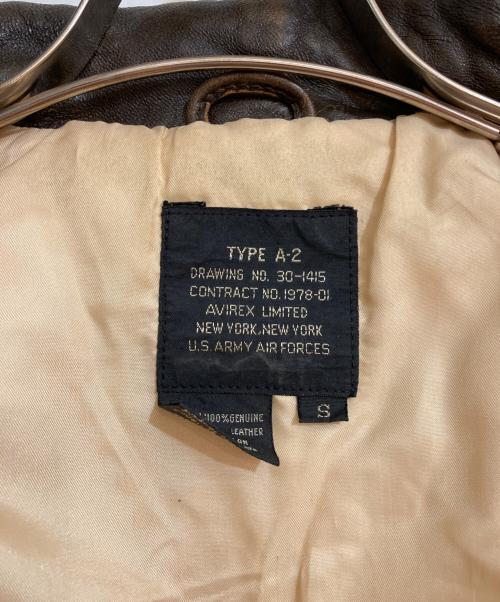 TYPE A-2
DRAWING NO. 30-1415
CONTRACT NO. 1978-01
AVIREX LIMITED
NEW YORK, NEW YORK
U.S. ARMY AIR FORCES
S
100% GENUINE
LEATHER